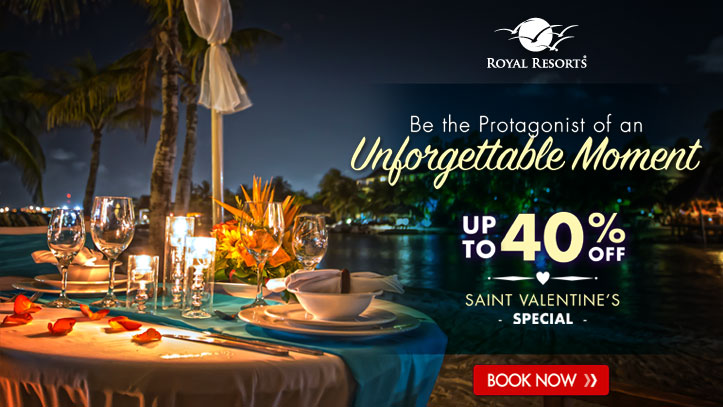 ROYAL RESORTS®
Be the Protagonist of an
Unforgettable Moment
UP TO 40% OFF
SAINT VALENTINE'S
- SPECIAL -
BOOK NOW »